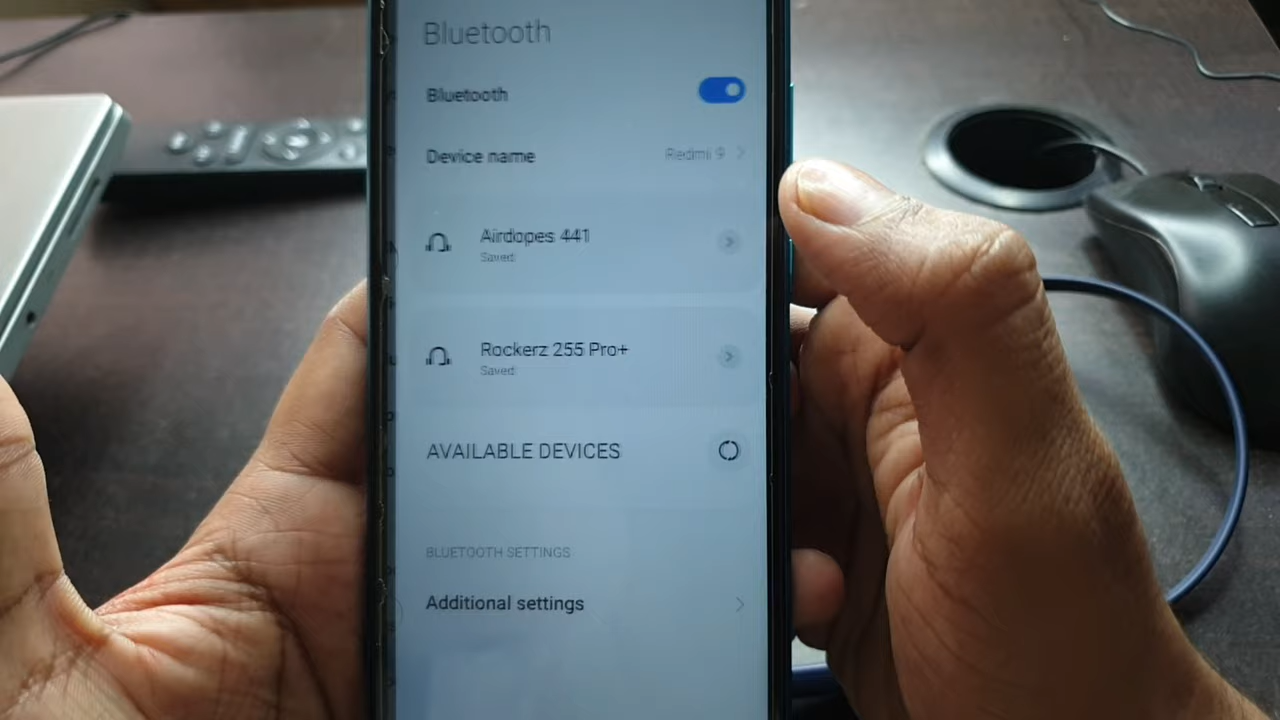 Bluetooth
Bluetooth
Device name Redmi 9
Airdopes 441
Saved
Rockerz 255 Pro+
Saved
AVAILABLE DEVICES
BLUETOOTH SETTINGS
Additional settings